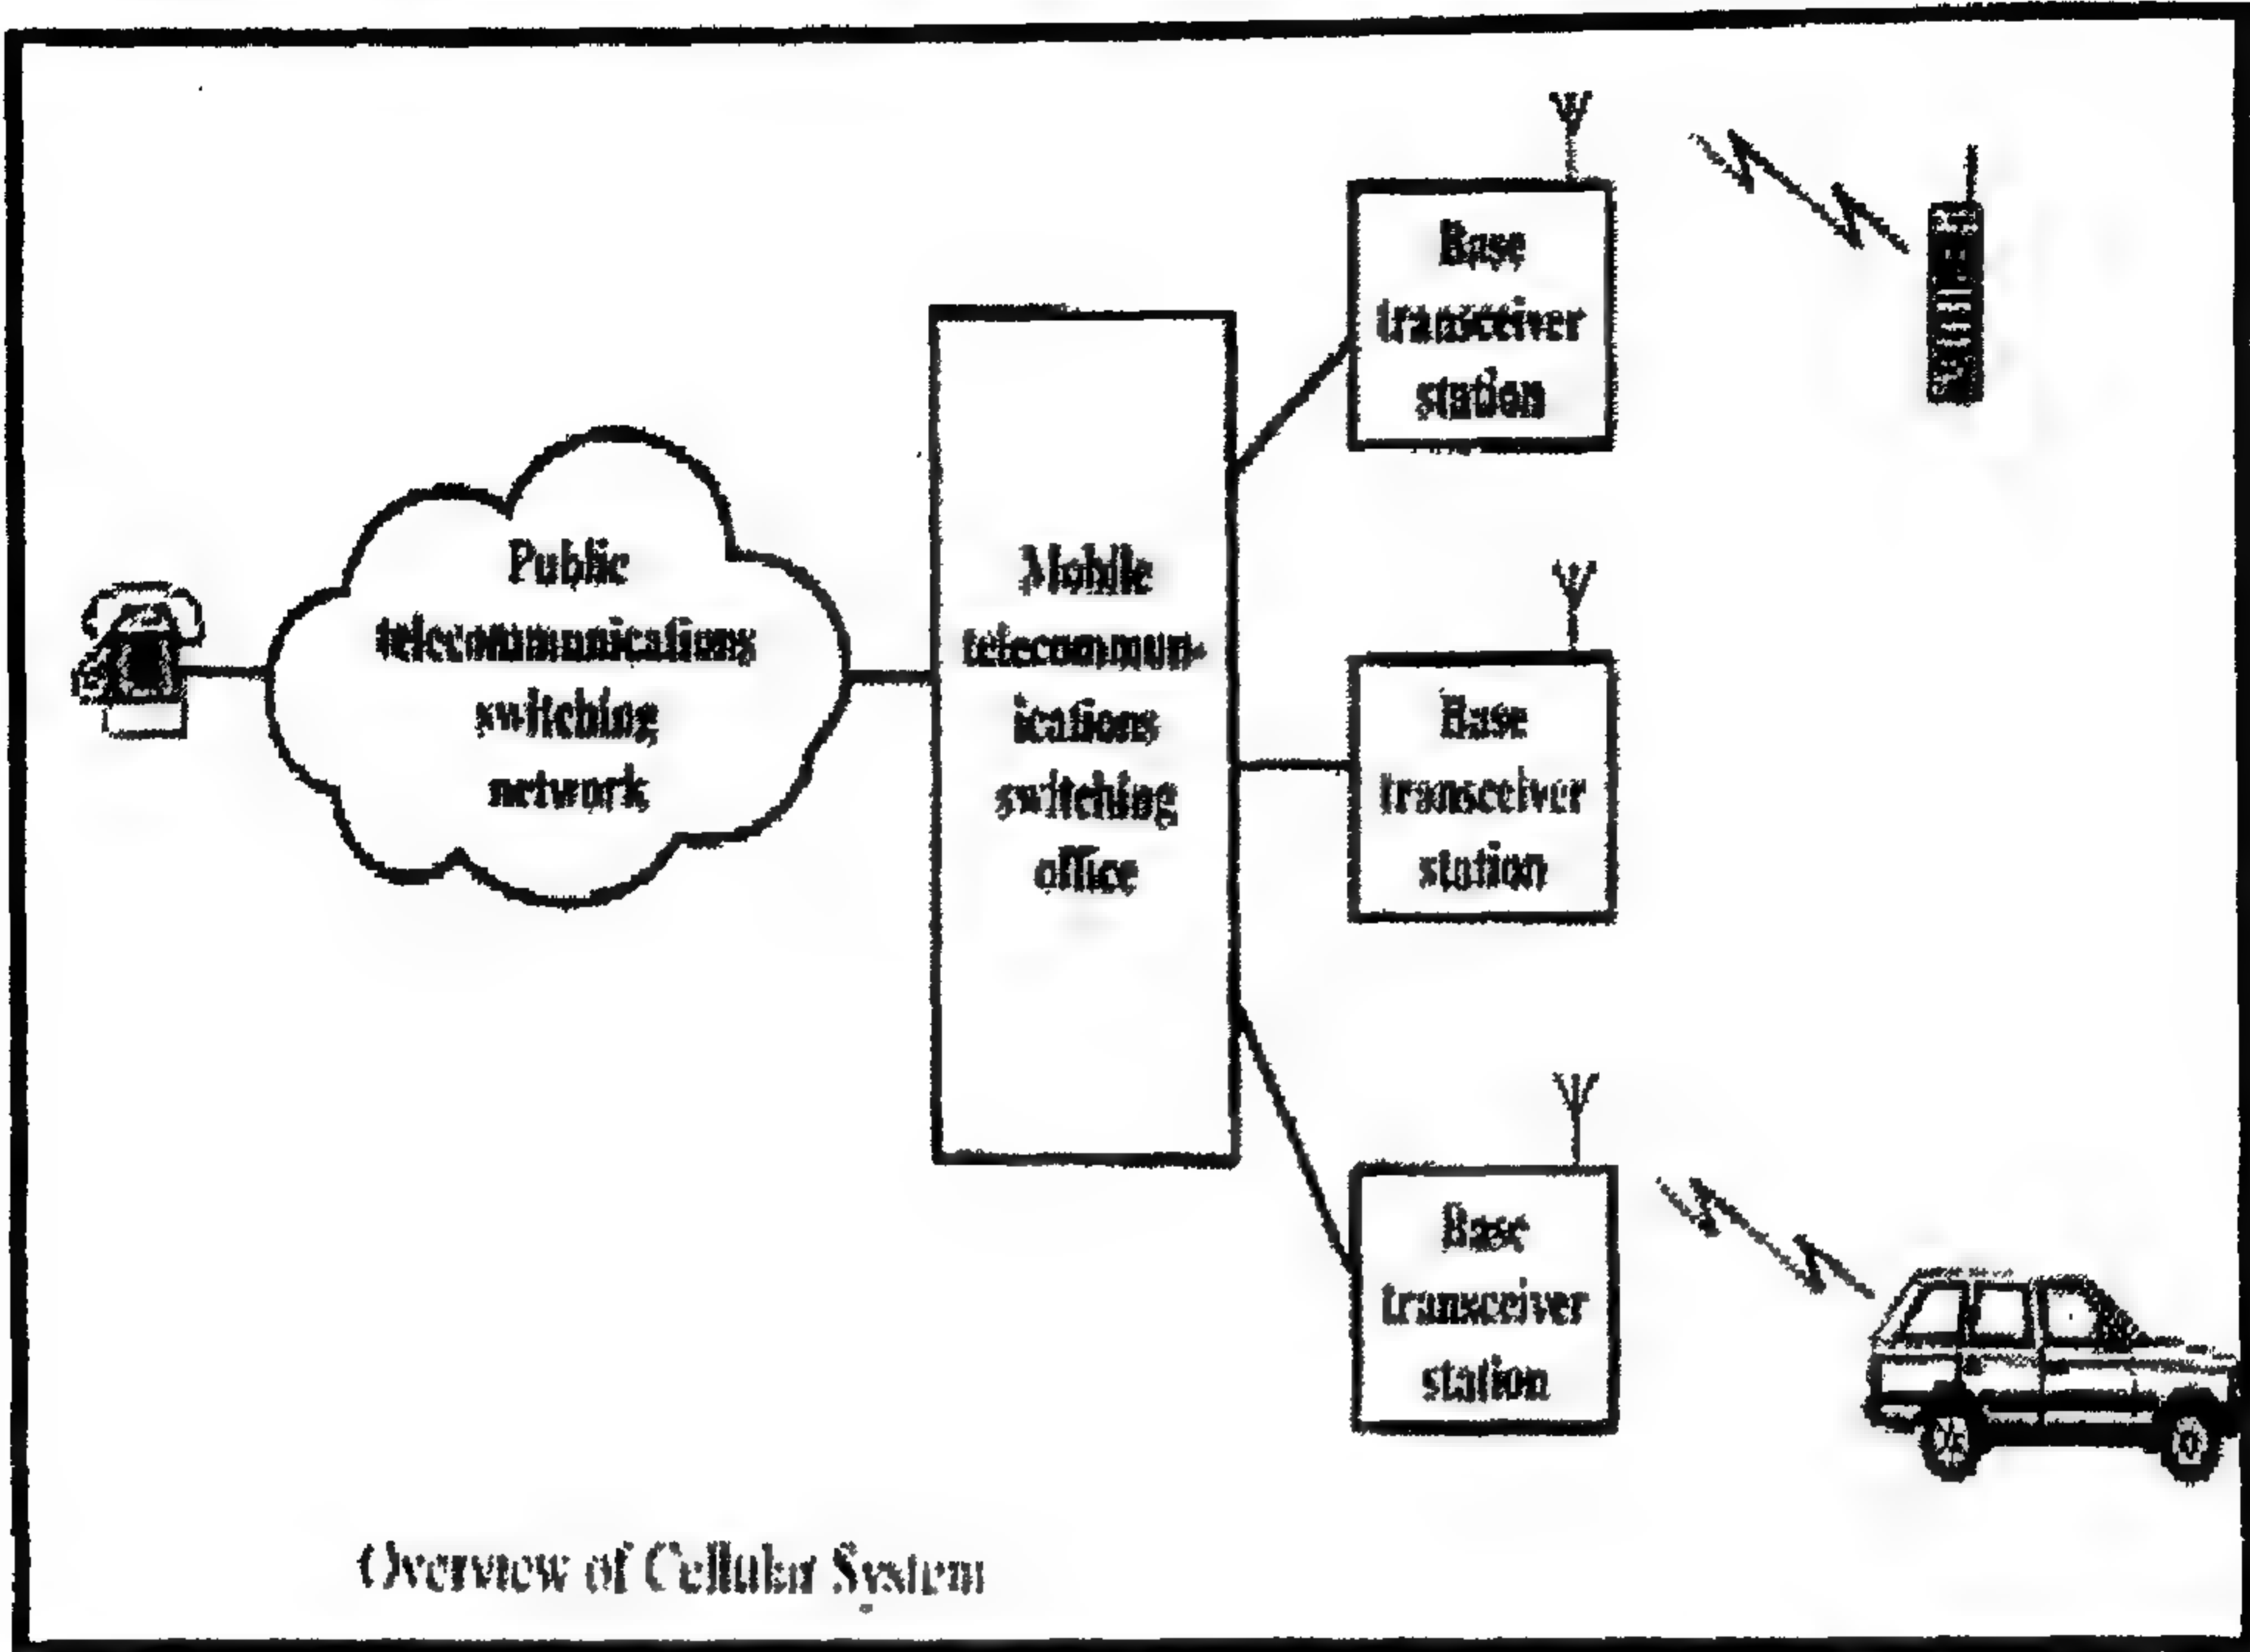 Public
telecommunications
switching
network
Mobile
telecommun-
ications
switching
office
Base
transceiver
station
Base
transceiver
station
Base
transceiver
station
Overview of Cellular System